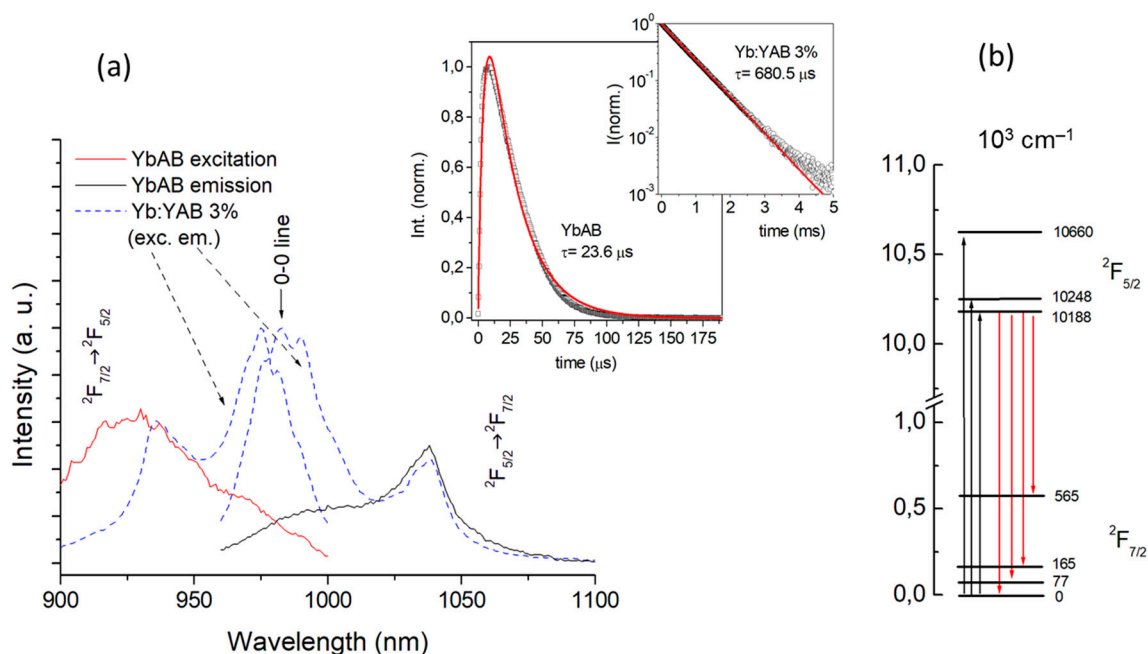 (a)
YbAB excitation
YbAB emission
Yb:YAB 3%
(exc. em.)
0-0 line
²F₇/₂→²F₅/₂
²F₅/₂→²F₇/₂
Intensity (a. u.)
900 950 1000 1050 1100
Wavelength (nm)
Int. (norm.)
1,0
0,8
0,6
0,4
0,2
0,0
YbAB
τ= 23.6 μs
0 25 50 75 100 125 150 175
time (μs)
I(norm.)
10⁰
10⁻¹
10⁻²
10⁻³
Yb:YAB 3%
τ= 680.5 μs
0 1 2 3 4 5
time (ms)
(b)
10³ cm⁻¹
11,0
10,5
10,0
1,0
0,5
0,0
10660
²F₅/₂
10248
10188
565
²F₇/₂
165
77
0